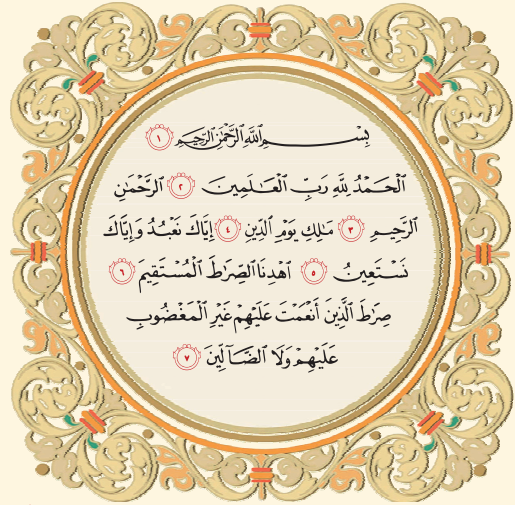 بِسْمِ ٱللَّهِ ٱلرَّحْمَٰنِ ٱلرَّحِيمِ ١
ٱلْحَمْدُ لِلَّهِ رَبِّ ٱلْعَٰلَمِينَ ٢ ٱلرَّحْمَٰنِ
ٱلرَّحِيمِ ٣ مَٰلِكِ يَوْمِ ٱلدِّينِ ٤ إِيَّاكَ نَعْبُدُ وَإِيَّاكَ
نَسْتَعِينُ ٥ ٱهْدِنَا ٱلصِّرَٰطَ ٱلْمُسْتَقِيمَ ٦
صِرَٰطَ ٱلَّذِينَ أَنْعَمْتَ عَلَيْهِمْ غَيْرِ ٱلْمَغْضُوبِ
عَلَيْهِمْ وَلَا ٱلضَّآلِّينَ ٧